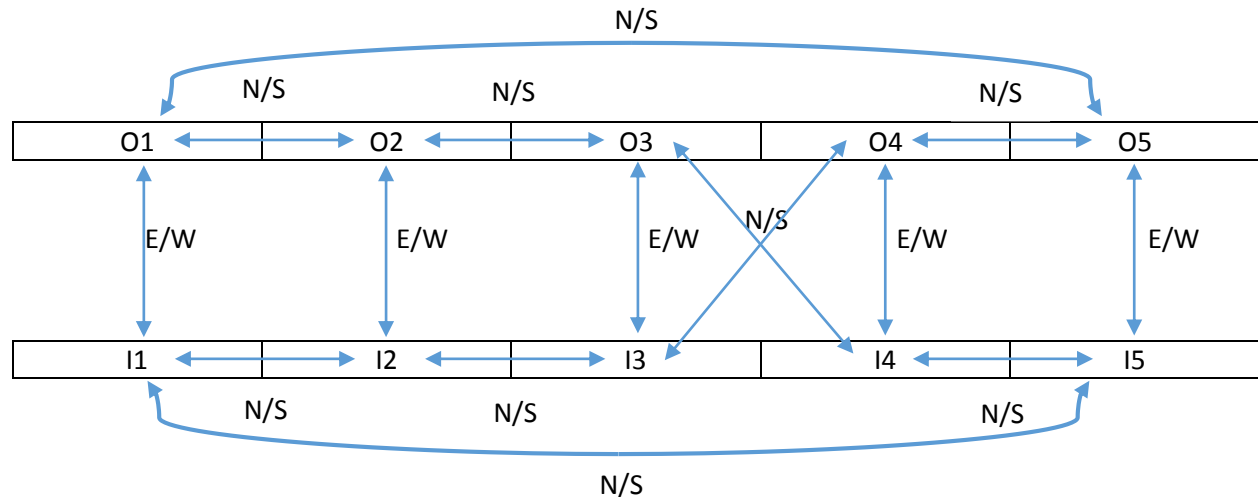 N/S
N/S N/S N/S
O1 O2 O3 O4 O5
N/S
E/W E/W E/W E/W E/W
I1 I2 I3 I4 I5
N/S N/S N/S
N/S